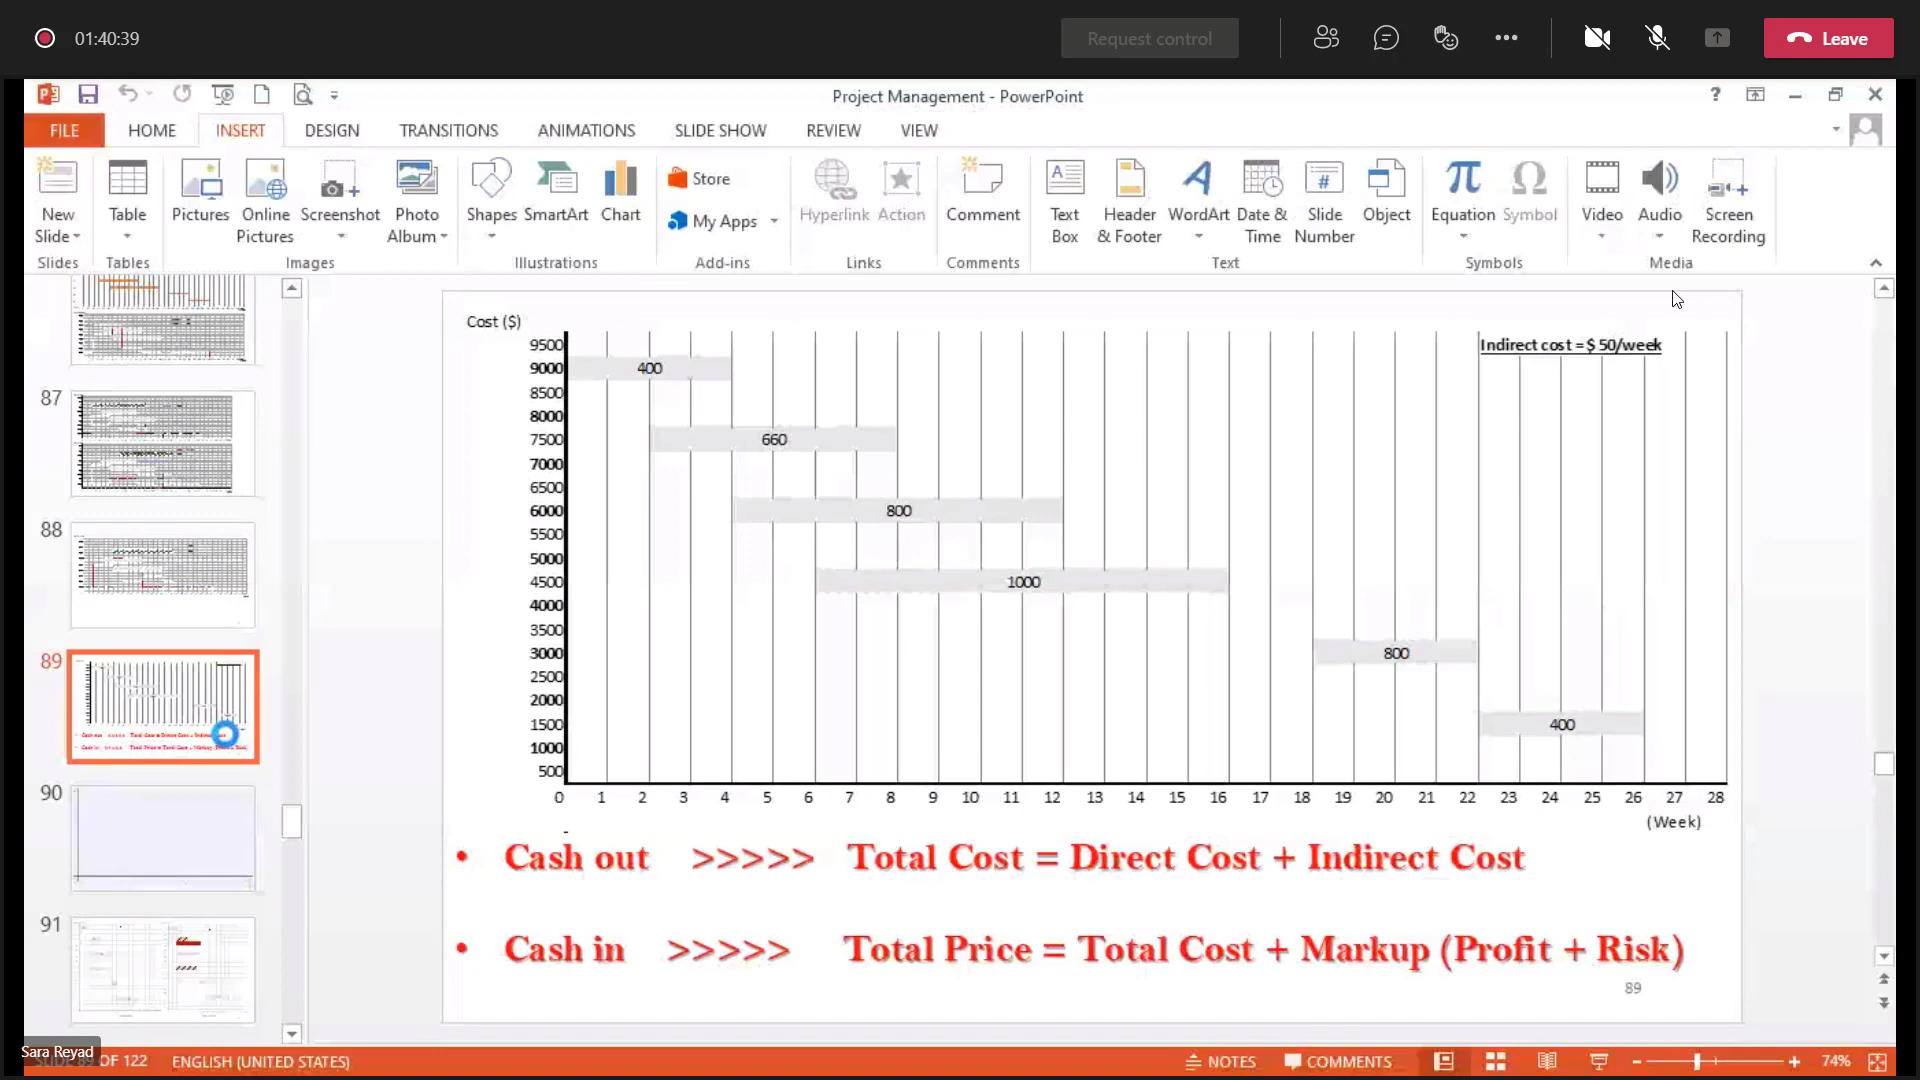 01:40:39
Request control
Leave
Project Management - PowerPoint
?
FILE HOME INSERT DESIGN TRANSITIONS ANIMATIONS SLIDE SHOW REVIEW VIEW
New Slide
Table
Pictures
Online Pictures
Screenshot
Photo Album
Shapes
SmartArt
Chart
Store
My Apps
Hyperlink
Action
Comment
Text Box
Header & Footer
WordArt
Date & Time
Slide Number
Object
Equation
Symbol
Video
Audio
Screen Recording
Slides Tables Images Illustrations Add-ins Links Comments Text Symbols Media
87
88
89
90
91
Cost ($)
Indirect cost = $ 50/week
9500
9000
8500
8000
7500
7000
6500
6000
5500
5000
4500
4000
3500
3000
2500
2000
1500
1000
500
400
660
800
1000
800
400
0 1 2 3 4 5 6 7 8 9 10 11 12 13 14 15 16 17 18 19 20 21 22 23 24 25 26 27 28
(Week)
• Cash out >>>>> Total Cost = Direct Cost + Indirect Cost
• Cash in >>>>> Total Price = Total Cost + Markup (Profit + Risk)
89
Sara Reyad
OF 122 ENGLISH (UNITED STATES) NOTES COMMENTS 74%